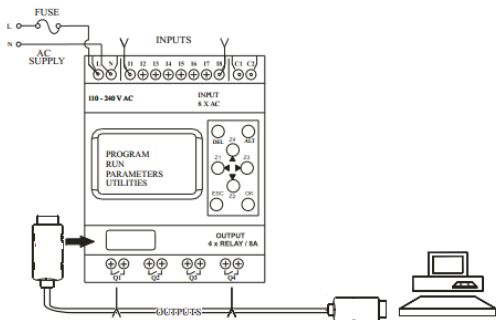 FUSE
L
N
AC
SUPPLY
INPUTS
L N I1 I2 I3 I4 I5 I6 I7 I8 C1 C2
110 - 240 V AC
INPUT
8 X AC
PROGRAM
RUN
PARAMETERS
UTILITIES
DEL Z4 ALT
Z1 Z3
ESC Z2 OK
OUTPUT
4 x RELAY / 8A
Q1 Q2 Q3 Q4
OUTPUTS